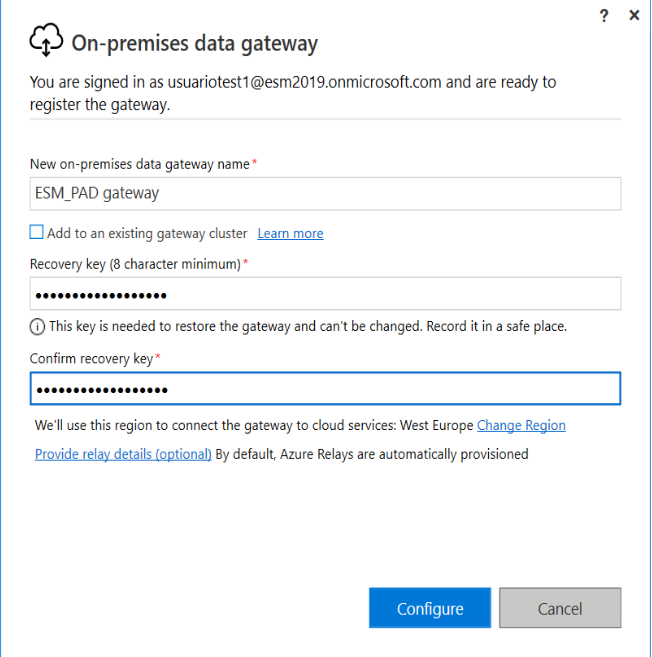 ? ×
On-premises data gateway
You are signed in as usuariotest1@esm2019.onmicrosoft.com and are ready to
register the gateway.
New on-premises data gateway name*
ESM_PAD gateway
Add to an existing gateway cluster Learn more
Recovery key (8 character minimum)*
••••••••••••••••••
This key is needed to restore the gateway and can't be changed. Record it in a safe place.
Confirm recovery key*
••••••••••••••••••
We'll use this region to connect the gateway to cloud services: West Europe Change Region
Provide relay details (optional) By default, Azure Relays are automatically provisioned
Configure Cancel